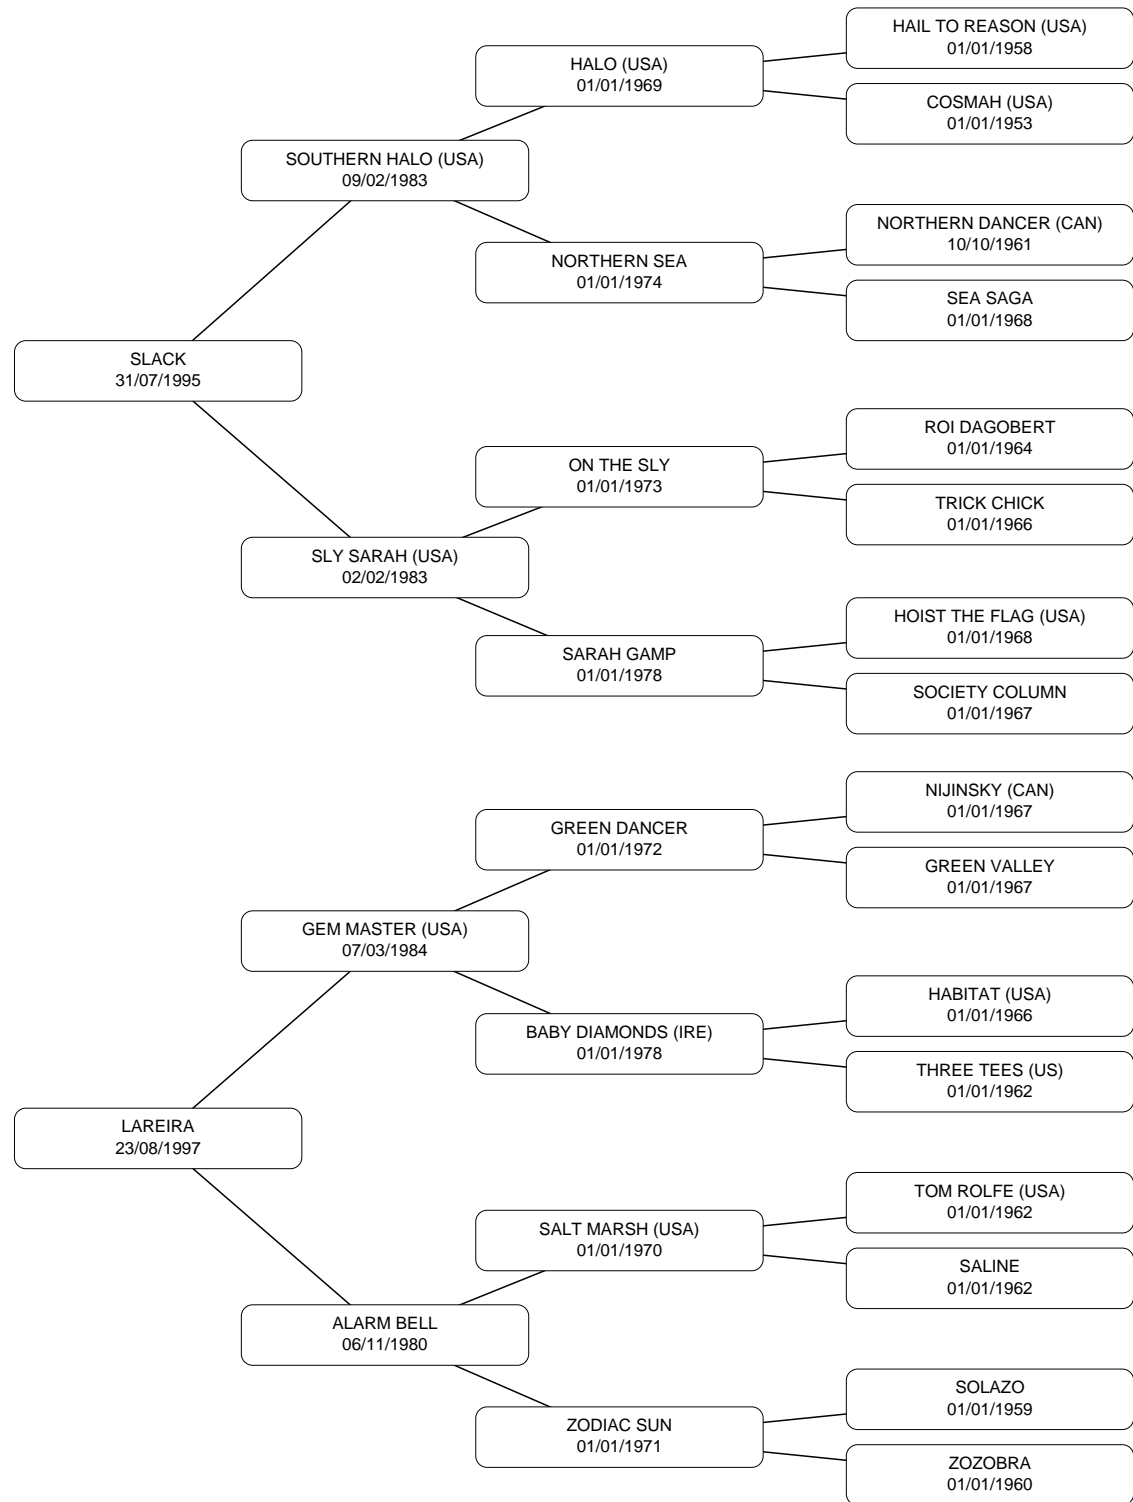 HAIL TO REASON (USA)
01/01/1958
HALO (USA)
01/01/1969
COSMAH (USA)
01/01/1953
SOUTHERN HALO (USA)
09/02/1983
NORTHERN DANCER (CAN)
10/10/1961
NORTHERN SEA
01/01/1974
SEA SAGA
01/01/1968
SLACK
31/07/1995
ROI DAGOBERT
01/01/1964
ON THE SLY
01/01/1973
TRICK CHICK
01/01/1966
SLY SARAH (USA)
02/02/1983
HOIST THE FLAG (USA)
01/01/1968
SARAH GAMP
01/01/1978
SOCIETY COLUMN
01/01/1967
NIJINSKY (CAN)
01/01/1967
GREEN DANCER
01/01/1972
GREEN VALLEY
01/01/1967
GEM MASTER (USA)
07/03/1984
HABITAT (USA)
01/01/1966
BABY DIAMONDS (IRE)
01/01/1978
THREE TEES (US)
01/01/1962
LAREIRA
23/08/1997
TOM ROLFE (USA)
01/01/1962
SALT MARSH (USA)
01/01/1970
SALINE
01/01/1962
ALARM BELL
06/11/1980
SOLAZO
01/01/1959
ZODIAC SUN
01/01/1971
ZOZOBRA
01/01/1960